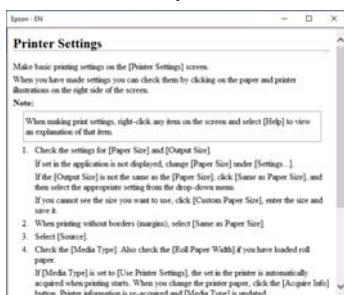 Epson - EN
Printer Settings
Make basic printing settings on the [Printer Settings] screen.
When you have made settings you can check them by clicking on the paper and printer
illustrations on the right side of the screen.
Note:
When making print settings, right-click any item on the screen and select [Help] to view
an explanation of that item.
1. Check the settings for [Paper Size] and [Output Size].
If set in the application is not displayed, change [Paper Size] under [Settings...].
If the [Output Size] is not the same as the [Paper Size], click [Same as Paper Size], and
then select the appropriate setting from the drop-down menu.
If you cannot see the size you want to use, click [Custom Paper Size], enter the size and
save it.
2. When printing without borders (margins), select [Same as Paper Size].
3. Select [Source].
4. Check the [Media Type]. Also check the [Roll Paper Width] if you have loaded roll
paper.
If [Media Type] is set to [Use Printer Settings], the set in the printer is automatically
acquired when printing starts. When you change the printer paper, click the [Acquire Info]
button. Printer information is re-acquired and [Media Type] is updated.